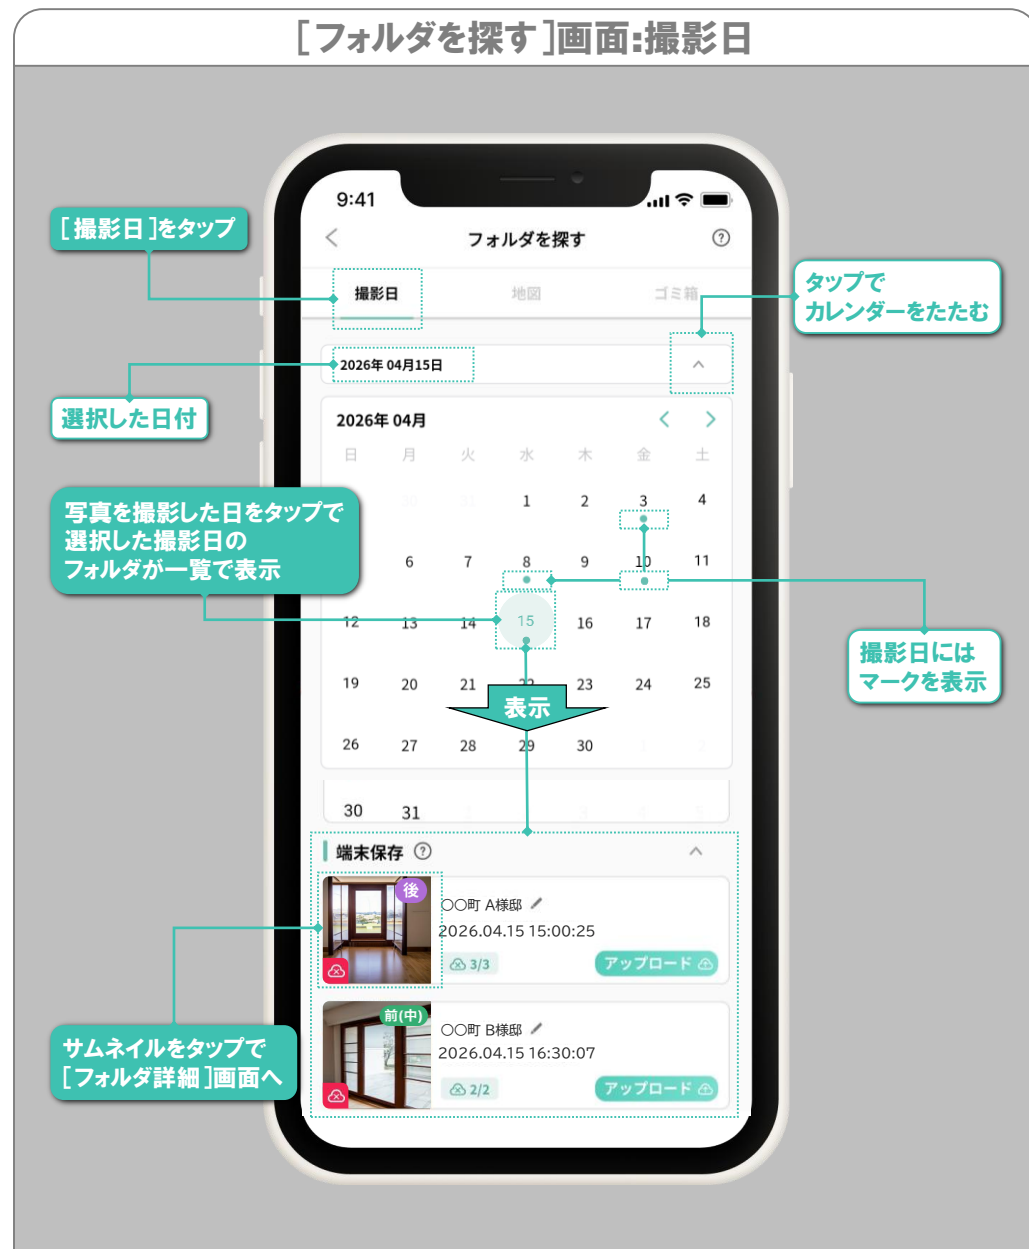 [フォルダを探す]画面:撮影日
9:41
フォルダを探す
?
撮影日
地図
ゴミ箱
2026年 04月15日
2026年 04月
日 月 火 水 木 金 土
30 31 1 2 3 4
6 7 8 9 10 11
12 13 14 15 16 17 18
19 20 21 22 23 24 25
26 27 28 29 30 1 2
30 31
端末保存 ?
後
〇〇町 A様邸
2026.04.15 15:00:25
3/3
アップロード
前(中)
〇〇町 B様邸
2026.04.15 16:30:07
2/2
アップロード
[撮影日]をタップ
タップで
カレンダーをたたむ
選択した日付
写真を撮影した日をタップで
選択した撮影日の
フォルダが一覧で表示
撮影日には
マークを表示
表示
サムネイルをタップで
[フォルダ詳細]画面へ